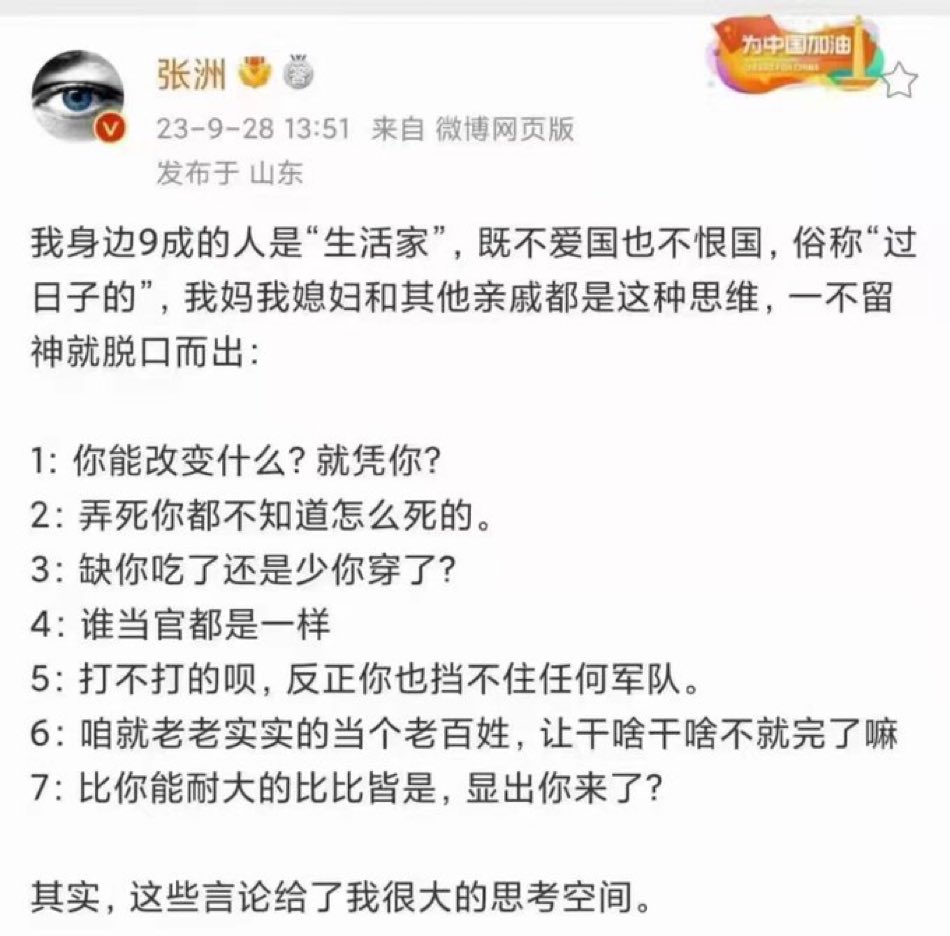 为中国加油
张洲
23-9-28 13:51 来自 微博网页版
发布于 山东
我身边9成的人是“生活家”，既不爱国也不恨国，俗称“过
日子的”，我妈我媳妇和其他亲戚都是这种思维，一不留
神就脱口而出：
1：你能改变什么？就凭你？
2：弄死你都不知道怎么死的。
3：缺你吃了还是少你穿了？
4：谁当官都是一样
5：打不打的呗，反正你也挡不住任何军队。
6：咱就老老实实的当个老百姓，让干啥干啥不就完了嘛
7：比你能耐大的比比皆是，显出你来了？
其实，这些言论给了我很大的思考空间。